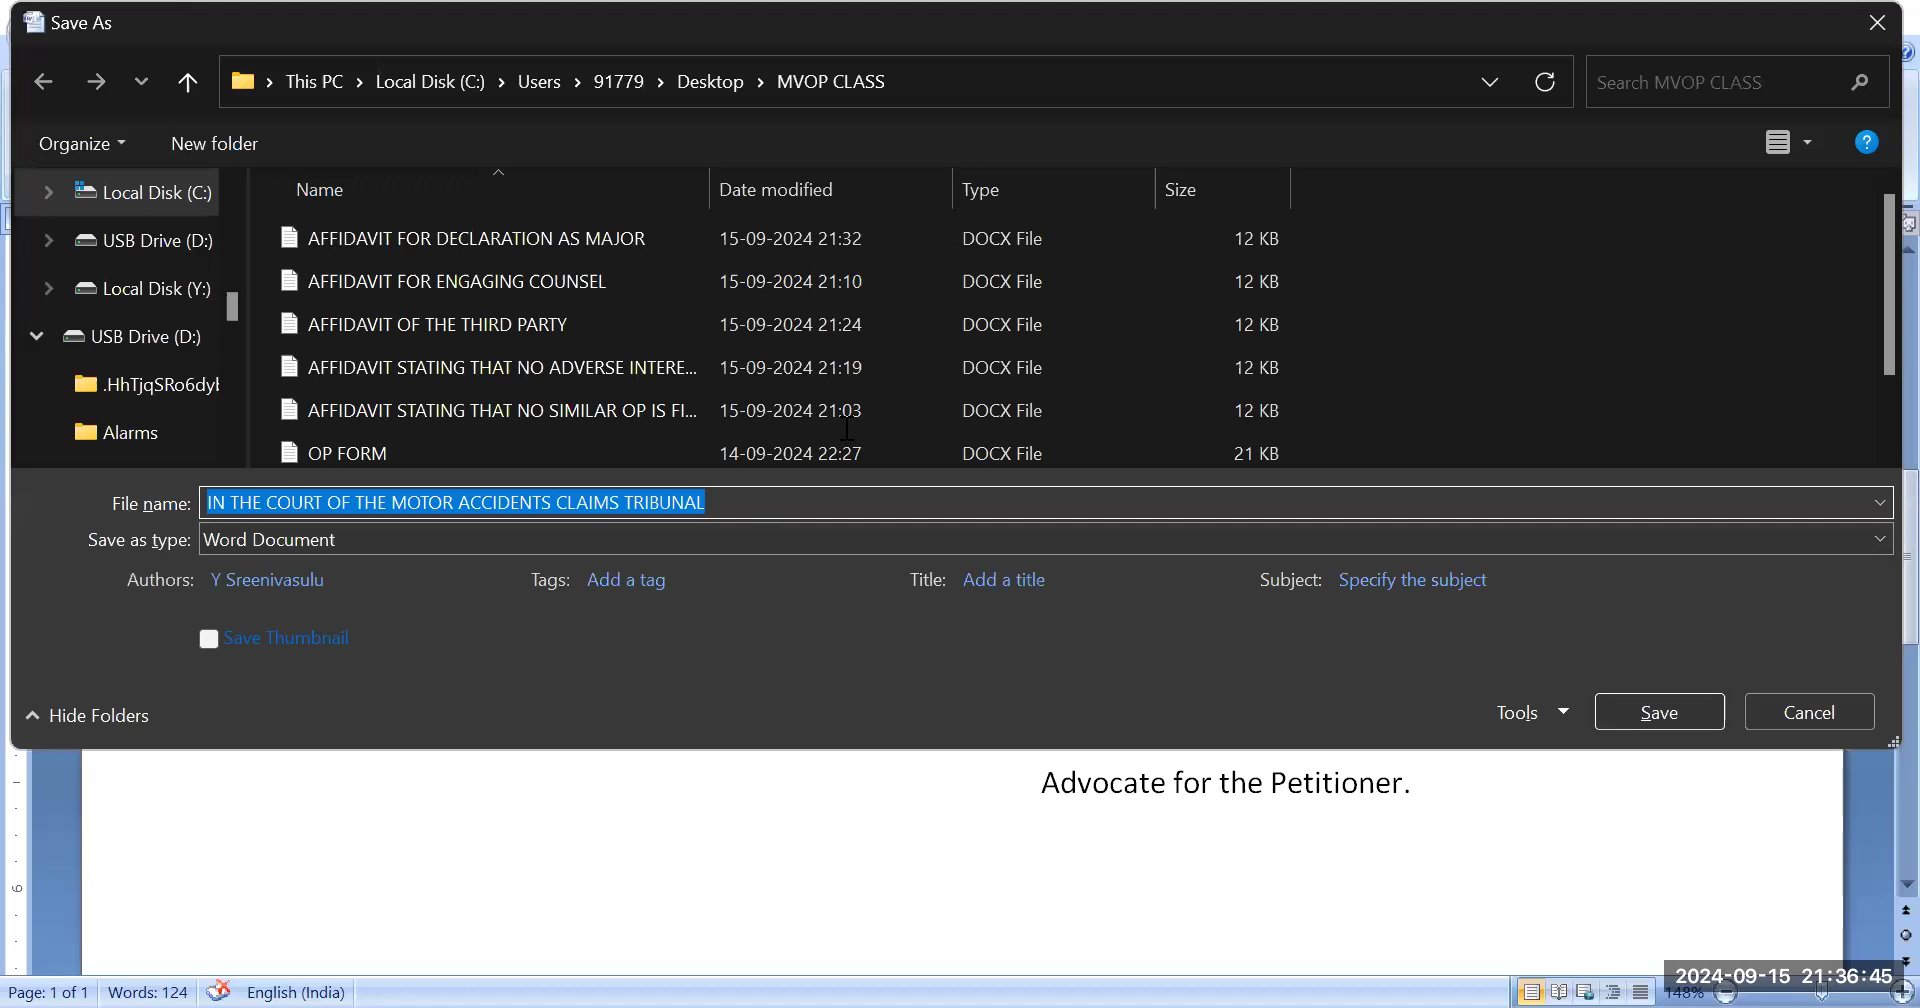 Save As
This PC > Local Disk (C:) > Users > 91779 > Desktop > MVOP CLASS
Search MVOP CLASS
Organize
New folder
Local Disk (C:)
USB Drive (D:)
Local Disk (Y:)
USB Drive (D:)
Alarms
Name Date modified Type Size
AFFIDAVIT FOR DECLARATION AS MAJOR 15-09-2024 21:32 DOCX File 12 KB
AFFIDAVIT FOR ENGAGING COUNSEL 15-09-2024 21:10 DOCX File 12 KB
AFFIDAVIT OF THE THIRD PARTY 15-09-2024 21:24 DOCX File 12 KB
AFFIDAVIT STATING THAT NO ADVERSE INTERE... 15-09-2024 21:19 DOCX File 12 KB
AFFIDAVIT STATING THAT NO SIMILAR OP IS FI... 15-09-2024 21:03 DOCX File 12 KB
OP FORM 14-09-2024 22:27 DOCX File 21 KB
File name: IN THE COURT OF THE MOTOR ACCIDENTS CLAIMS TRIBUNAL
Save as type: Word Document
Authors: Y Sreenivasulu Tags: Add a tag Title: Add a title Subject: Specify the subject
Save Thumbnail
Hide Folders
Tools
Save
Cancel
Advocate for the Petitioner.
6
Page: 1 of 1 Words: 124 English (India) 148%
2024-09-15 21:36:45